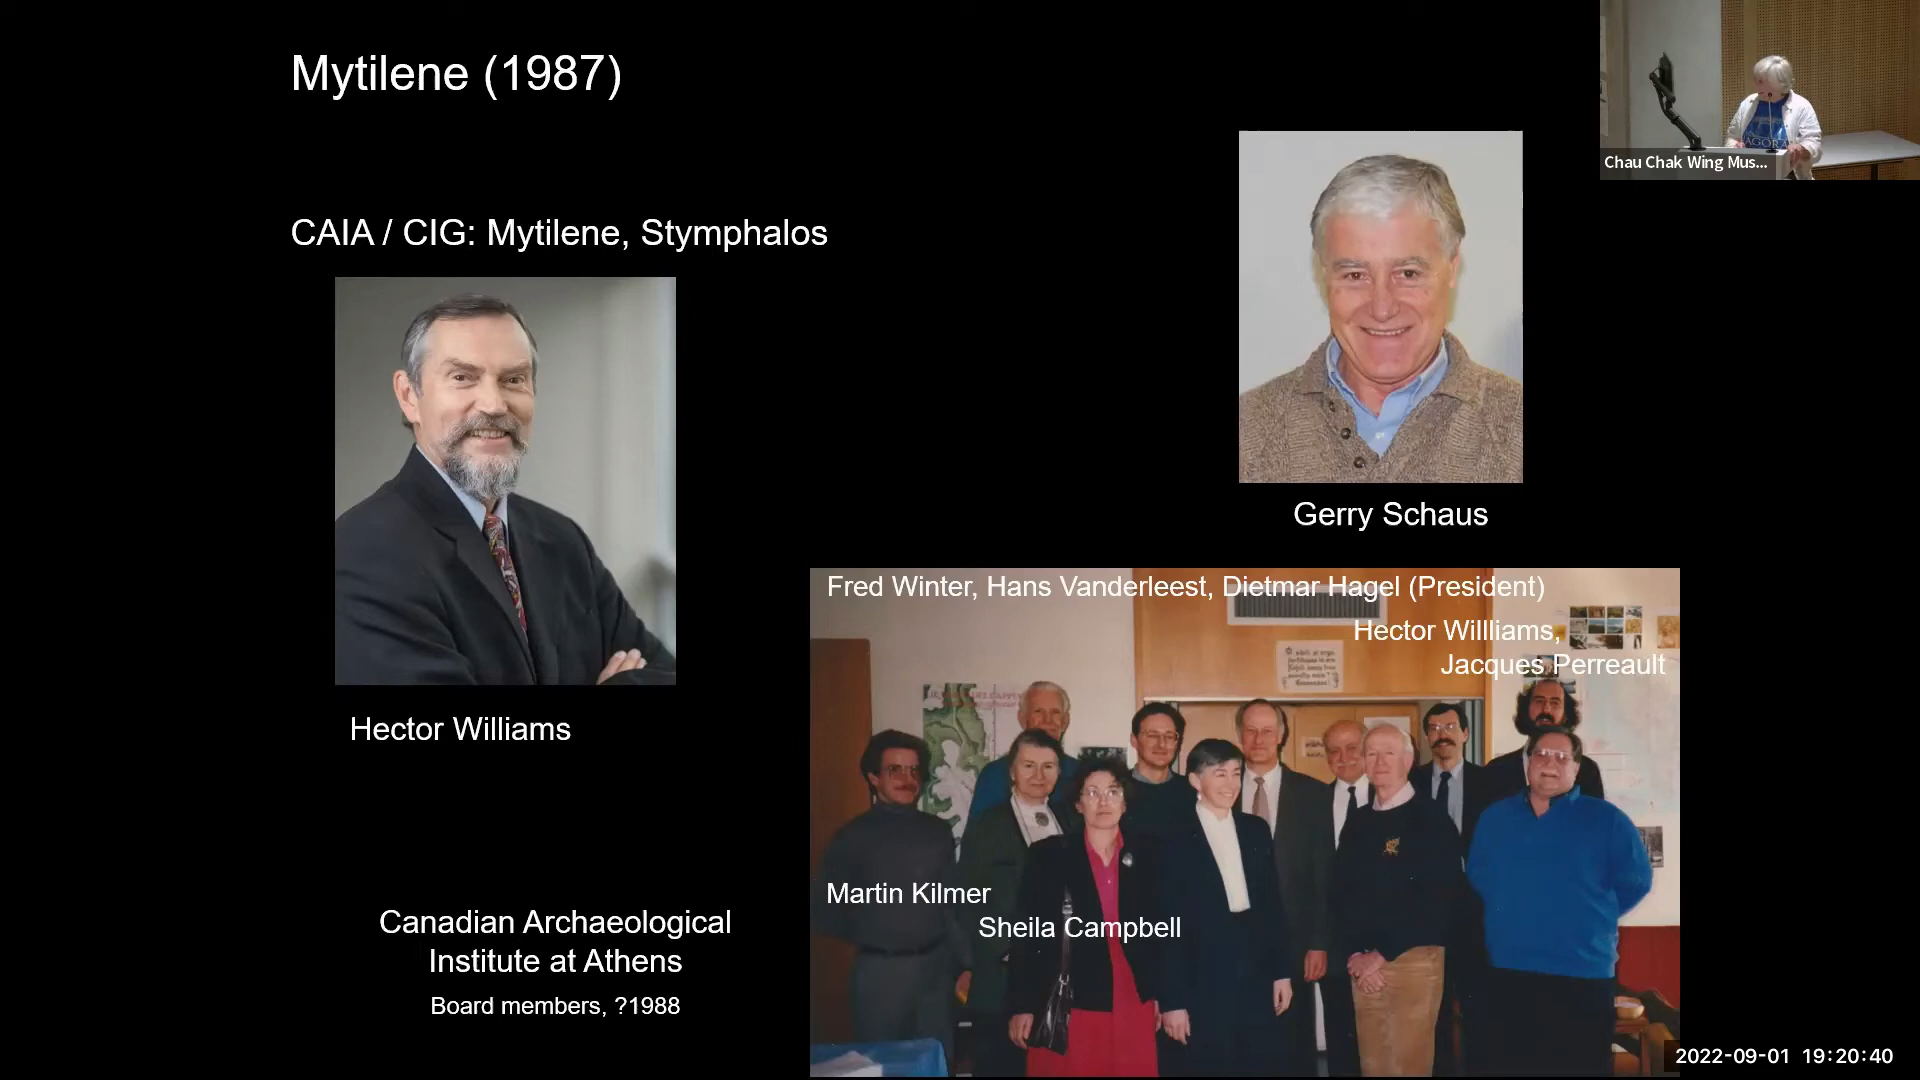 Mytilene (1987)
CAIA / CIG: Mytilene, Stymphalos
Chau Chak Wing Mus...
AGORA
Gerry Schaus
Hector Williams
Fred Winter, Hans Vanderleest, Dietmar Hagel (President)
Hector Willliams,
Jacques Perreault
Martin Kilmer
Sheila Campbell
Canadian Archaeological
Institute at Athens
Board members, ?1988
2022-09-01 19:20:40